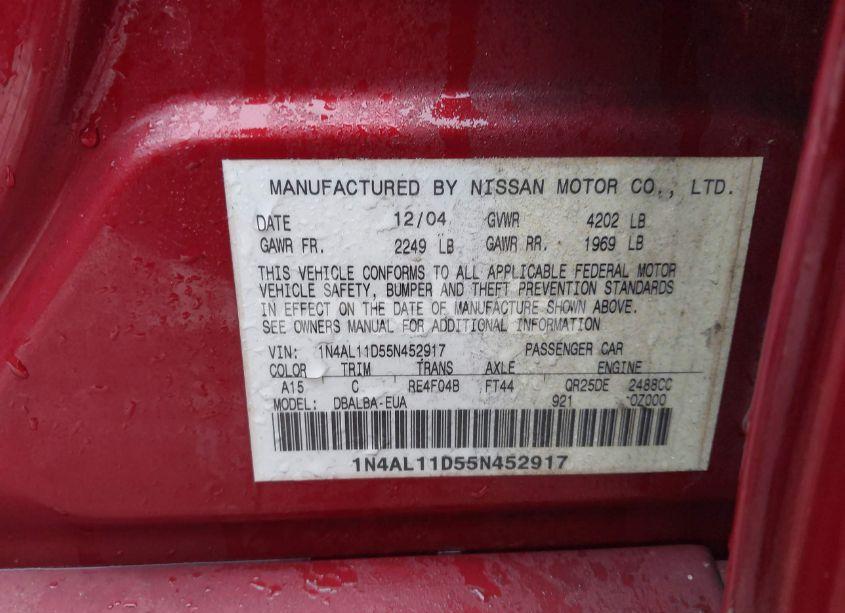 MANUFACTURED BY NISSAN MOTOR CO., LTD.
DATE 12/04 GVWR 4202 LB
GAWR FR. 2249 LB GAWR RR. 1969 LB
THIS VEHICLE CONFORMS TO ALL APPLICABLE FEDERAL MOTOR
VEHICLE SAFETY, BUMPER AND THEFT PREVENTION STANDARDS
IN EFFECT ON THE DATE OF MANUFACTURE SHOWN ABOVE.
SEE OWNERS MANUAL FOR ADDITIONAL INFORMATION
VIN: 1N4AL11D55N452917 PASSENGER CAR
COLOR TRIM TRANS AXLE ENGINE
A15 C RE4F04B FT44 QR25DE 2488CC
MODEL: DBALBA-EUA 921 0Z000
1N4AL11D55N452917